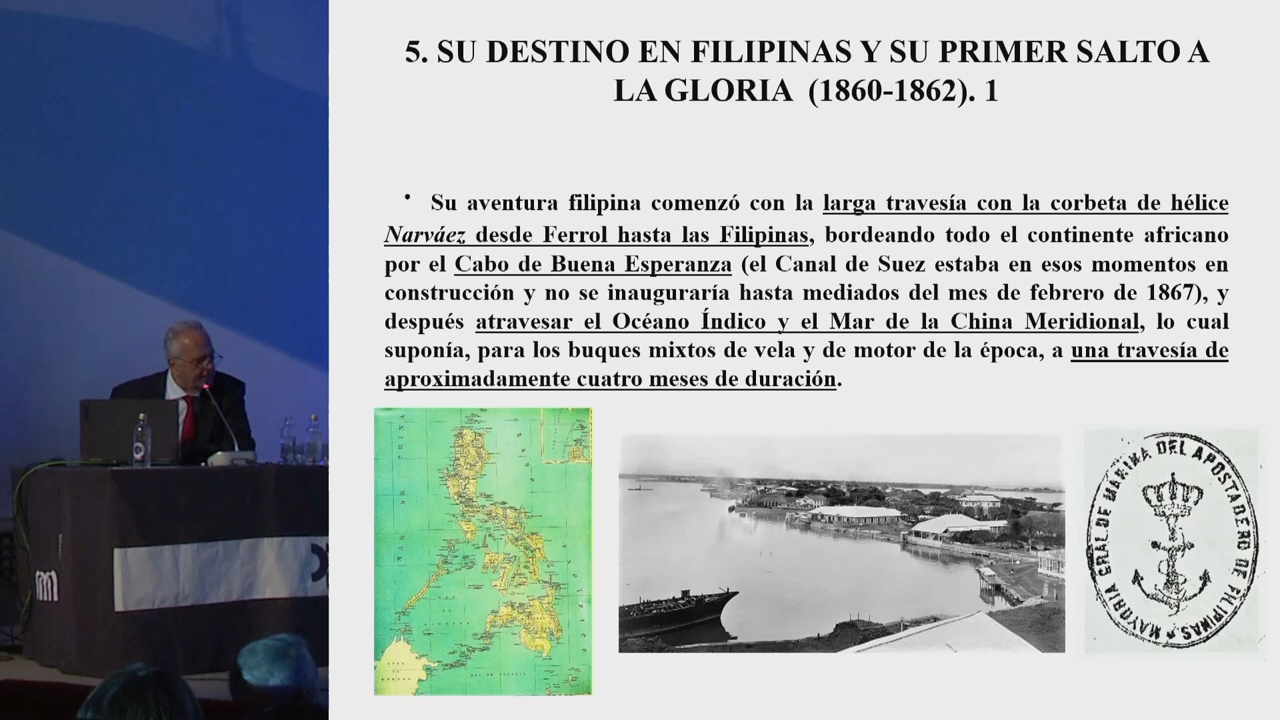 5. SU DESTINO EN FILIPINAS Y SU PRIMER SALTO A
LA GLORIA (1860-1862). 1
• Su aventura filipina comenzó con la larga travesía con la corbeta de hélice
Narváez desde Ferrol hasta las Filipinas, bordeando todo el continente africano
por el Cabo de Buena Esperanza (el Canal de Suez estaba en esos momentos en
construcción y no se inauguraría hasta mediados del mes de febrero de 1867), y
después atravesar el Océano Índico y el Mar de la China Meridional, lo cual
suponía, para los buques mixtos de vela y de motor de la época, a una travesía de
aproximadamente cuatro meses de duración.
MAYORIA GRAL DE MARINA DEL APOSTADERO DE FILIPINAS